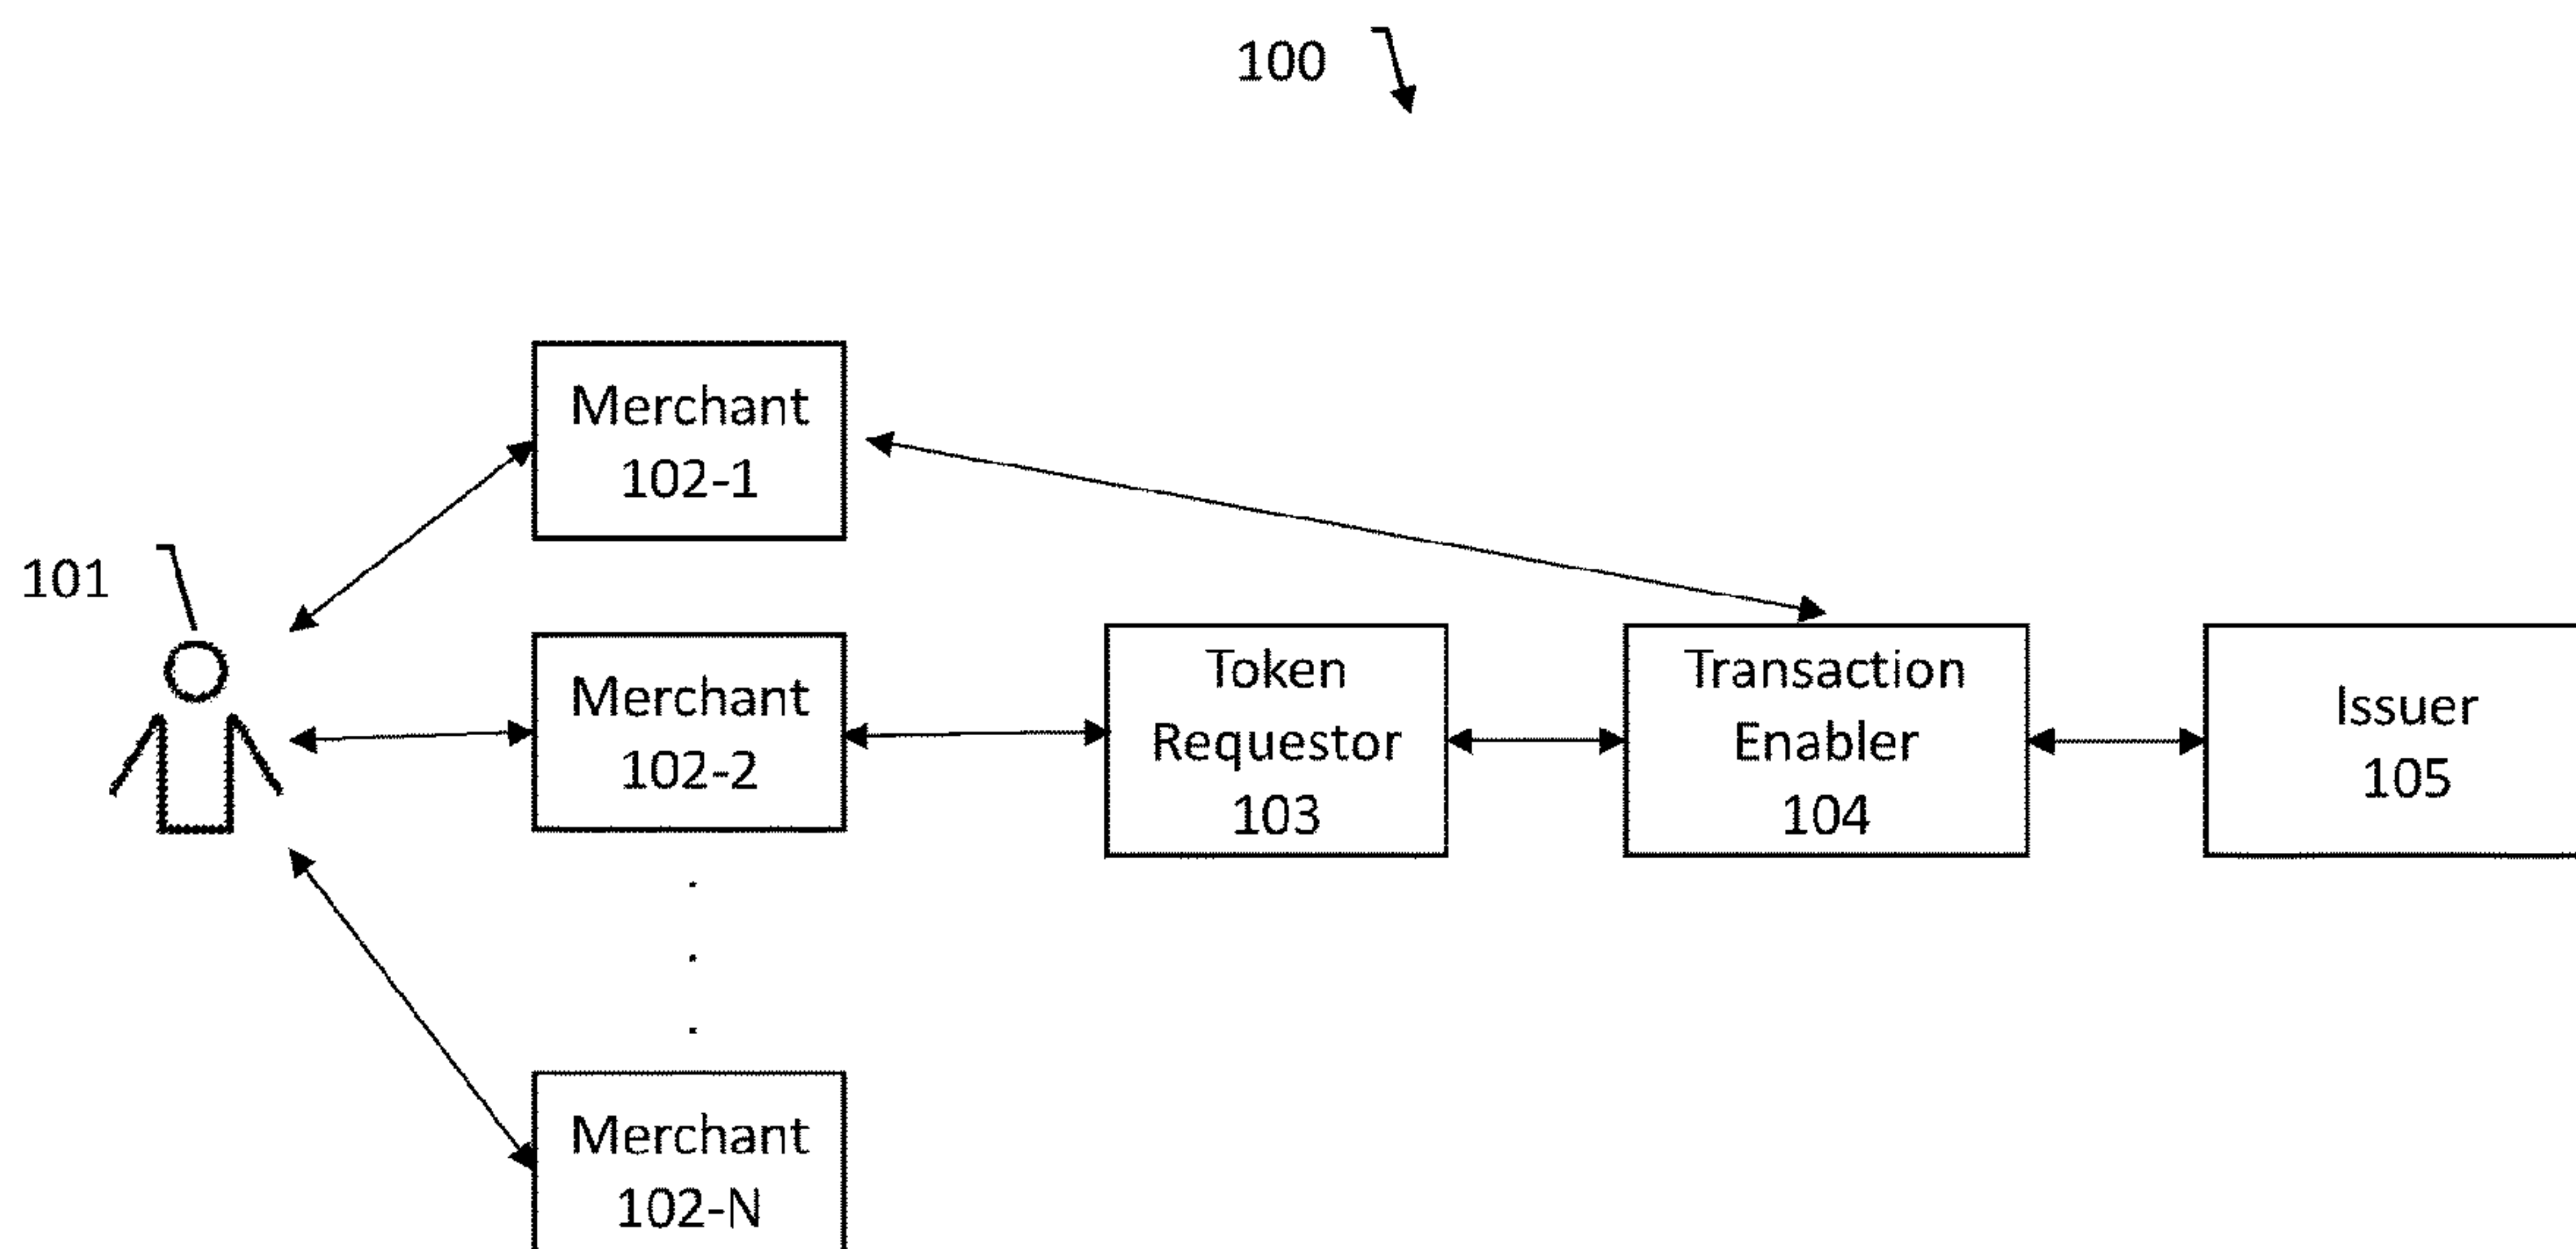 100
Merchant
102-1
101
Merchant
102-2
Token
Requestor
103
Transaction
Enabler
104
Issuer
105
Merchant
102-N